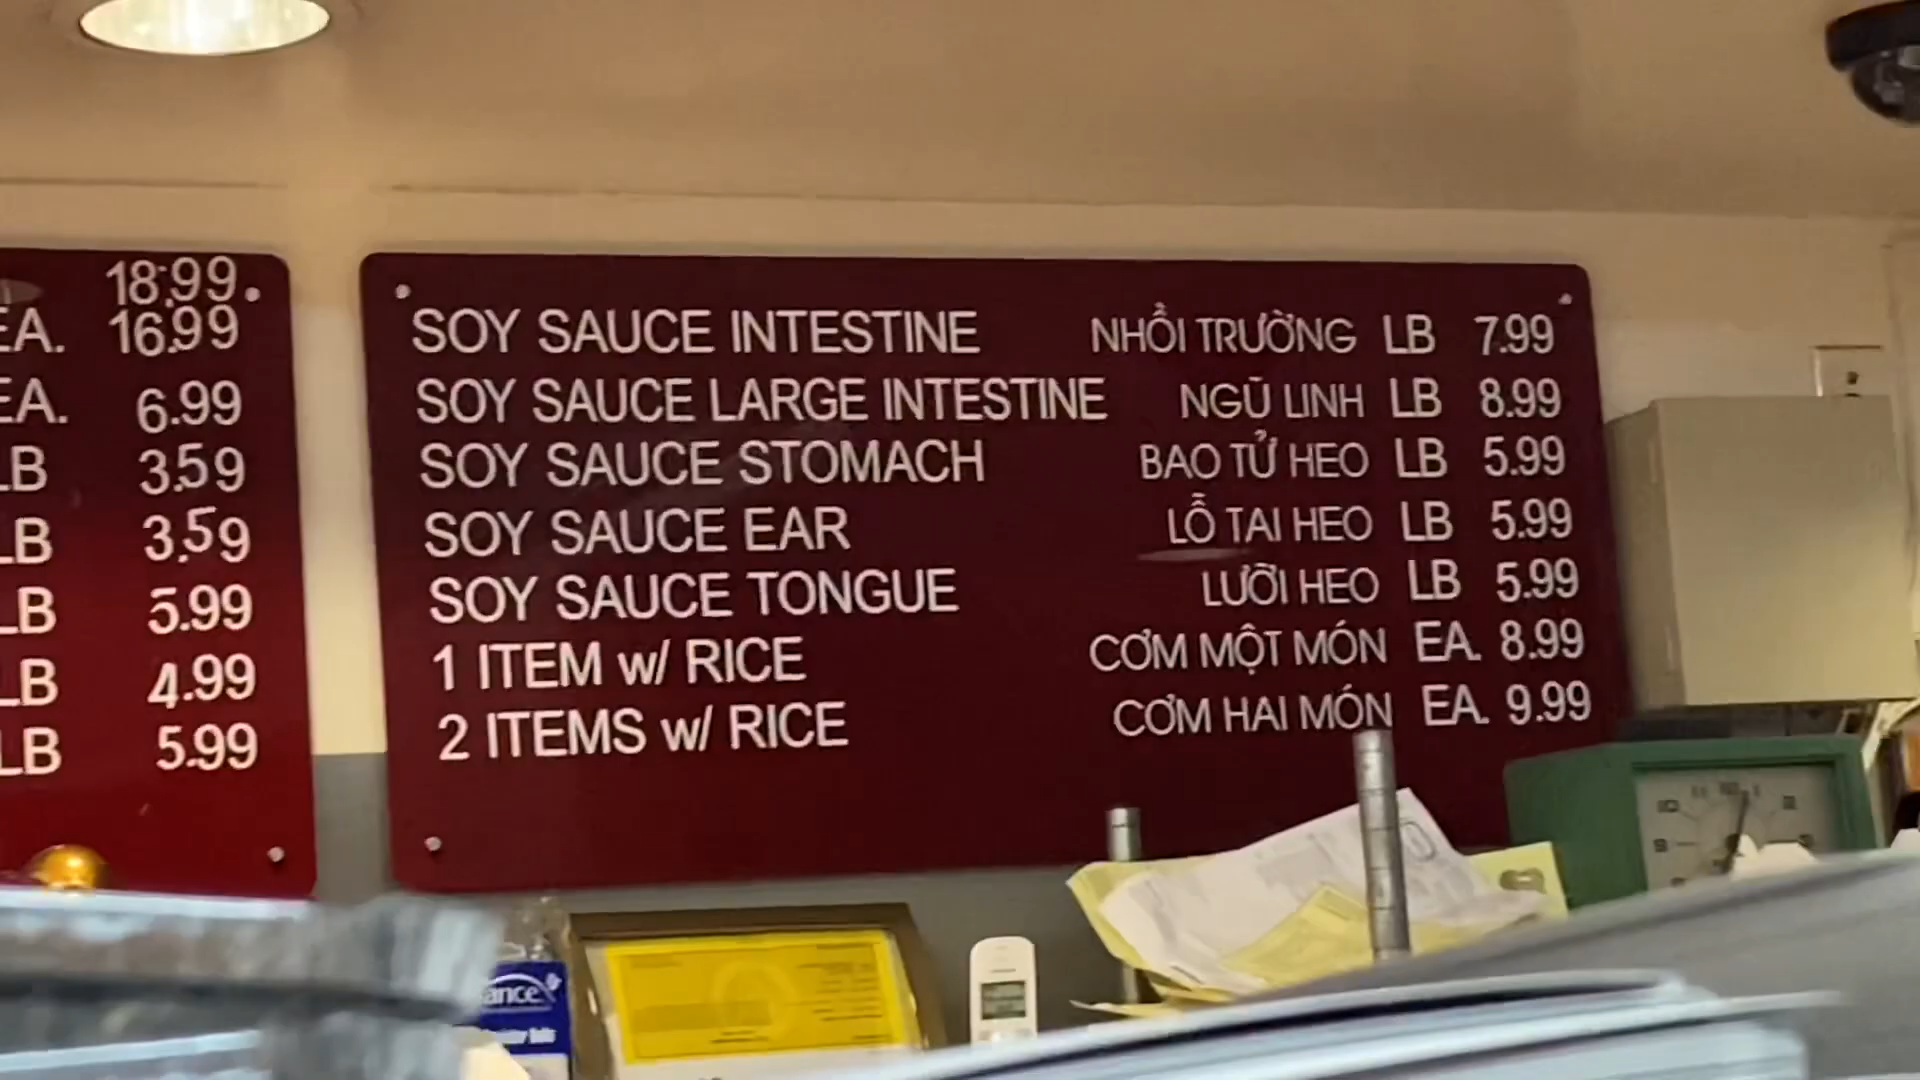 18.99
EA. 16.99
EA. 6.99
LB 3.59
LB 3.59
LB 5.99
LB 4.99
LB 5.99
SOY SAUCE INTESTINE NHỒI TRƯỜNG LB 7.99
SOY SAUCE LARGE INTESTINE NGŨ LINH LB 8.99
SOY SAUCE STOMACH BAO TỬ HEO LB 5.99
SOY SAUCE EAR LỖ TAI HEO LB 5.99
SOY SAUCE TONGUE LƯỠI HEO LB 5.99
1 ITEM w/ RICE CƠM MỘT MÓN EA. 8.99
2 ITEMS w/ RICE CƠM HAI MÓN EA. 9.99
ance